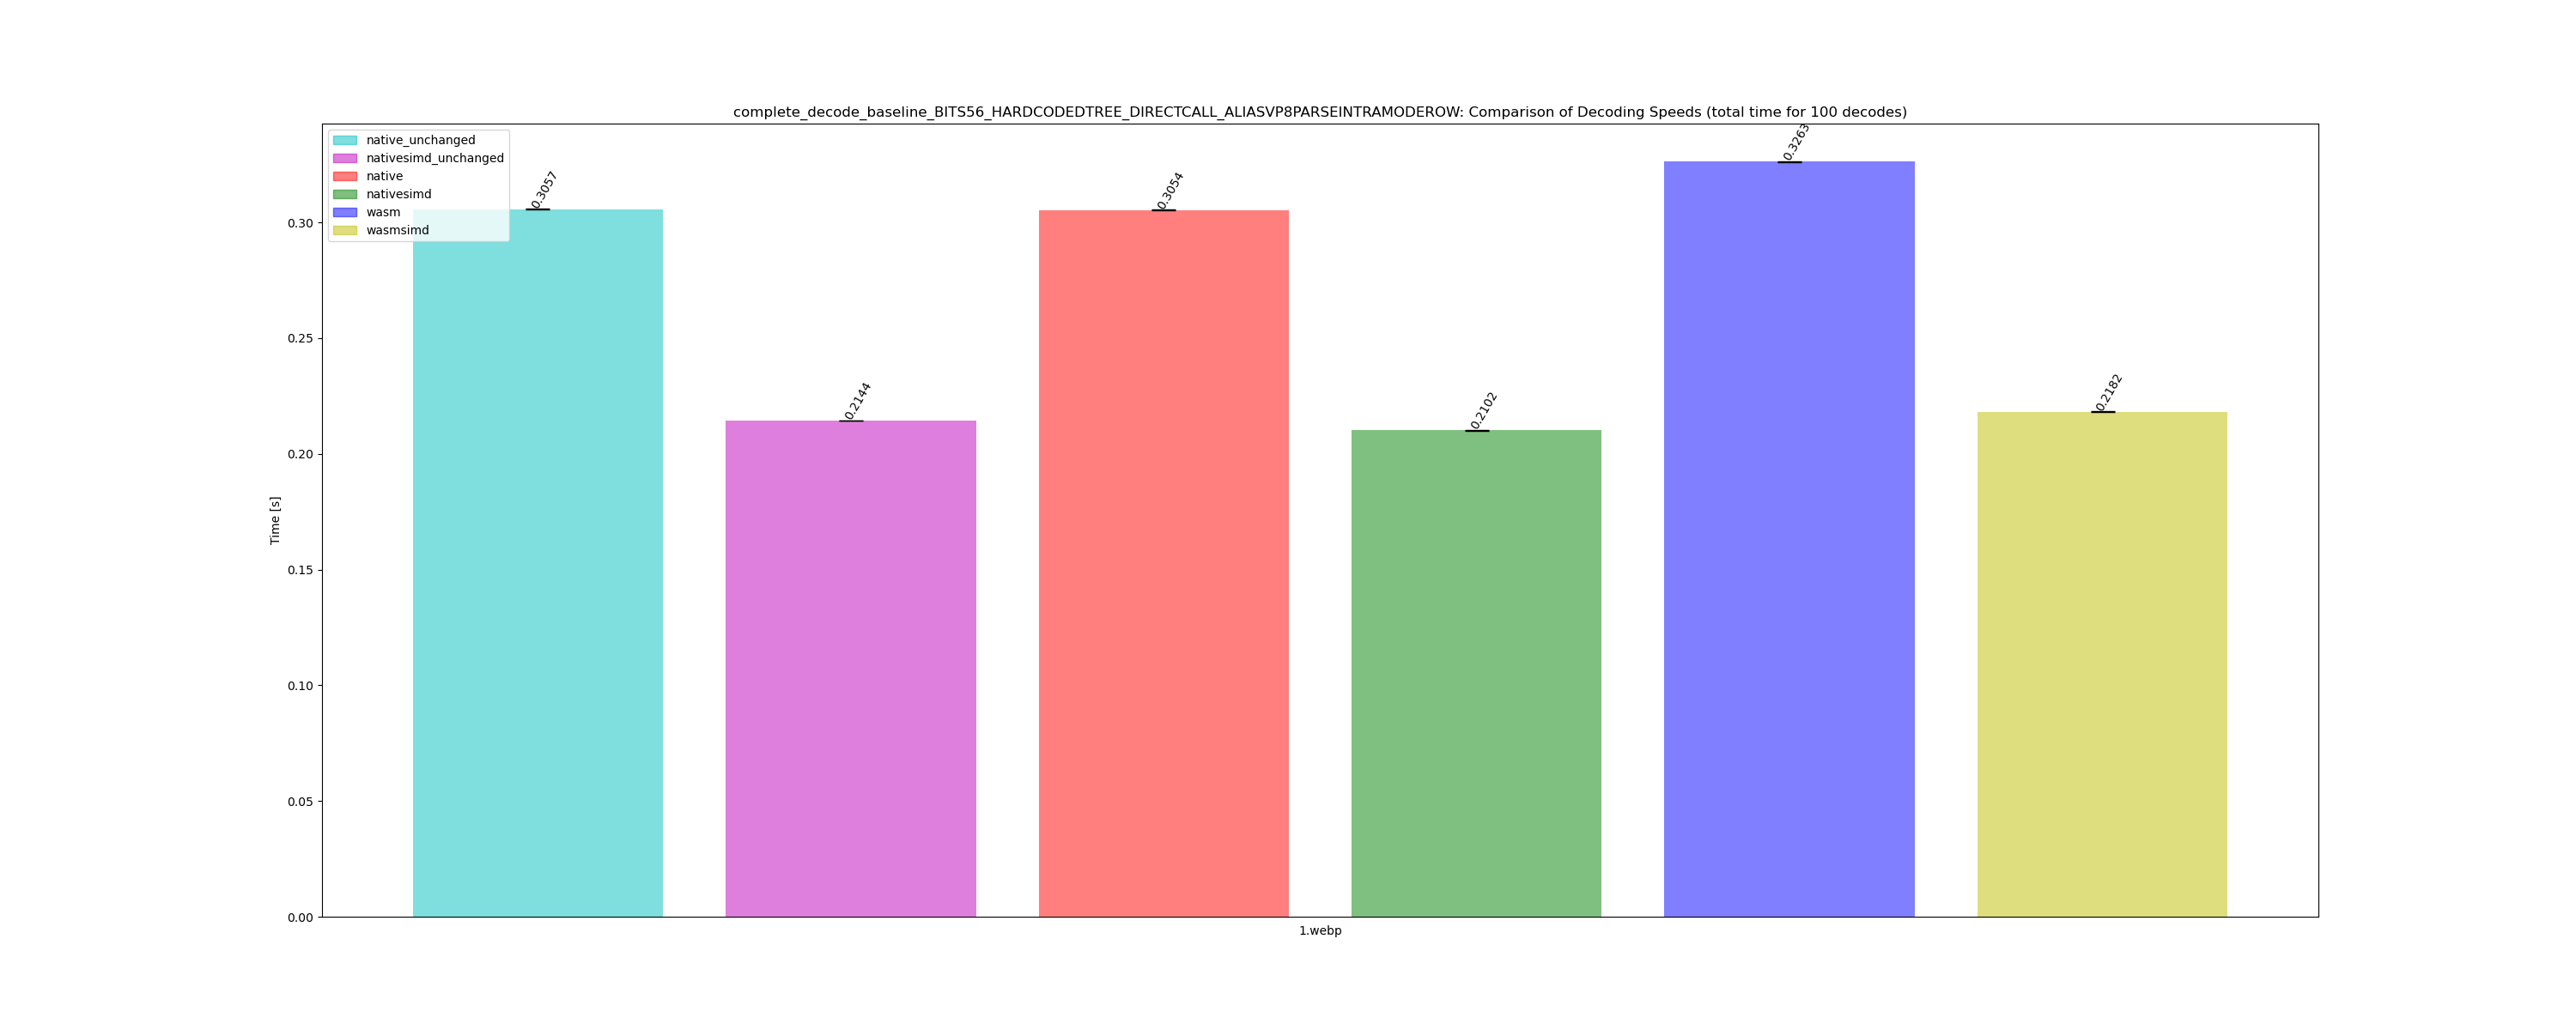 complete_decode_baseline_BITS56_HARDCODEDTREE_DIRECTCALL_ALIASVP8PARSEINTRAMODEROW: Comparison of Decoding Speeds (total time for 100 decodes)
native_unchanged
nativesimd_unchanged
native
nativesimd
wasm
wasmsimd
0.3057
0.2144
0.3054
0.2102
0.3263
0.2182
0.30
0.25
0.20
0.15
0.10
0.05
0.00
Time [s]
1.webp